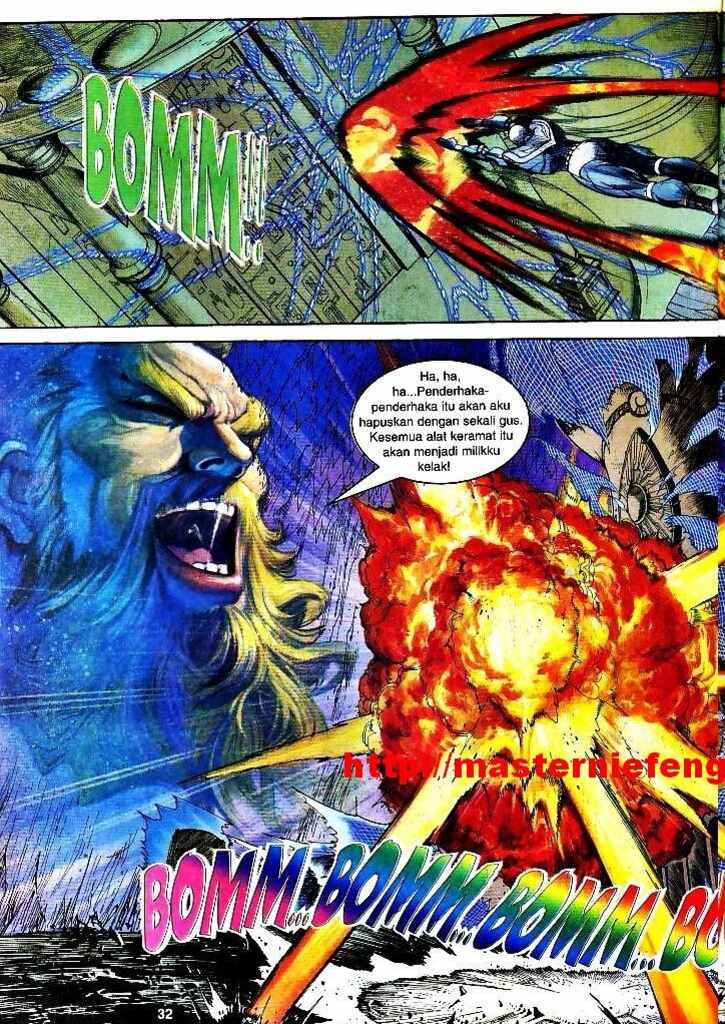 BOMM!!!..
Ha, ha,
ha...Penderhaka-
penderhaka itu akan aku
hapuskan dengan sekali gus.
Kesemua alat keramat itu
akan menjadi milikku
kelak!
http://masterniefeng
BOMM... BOMM... BOMM... BO
32